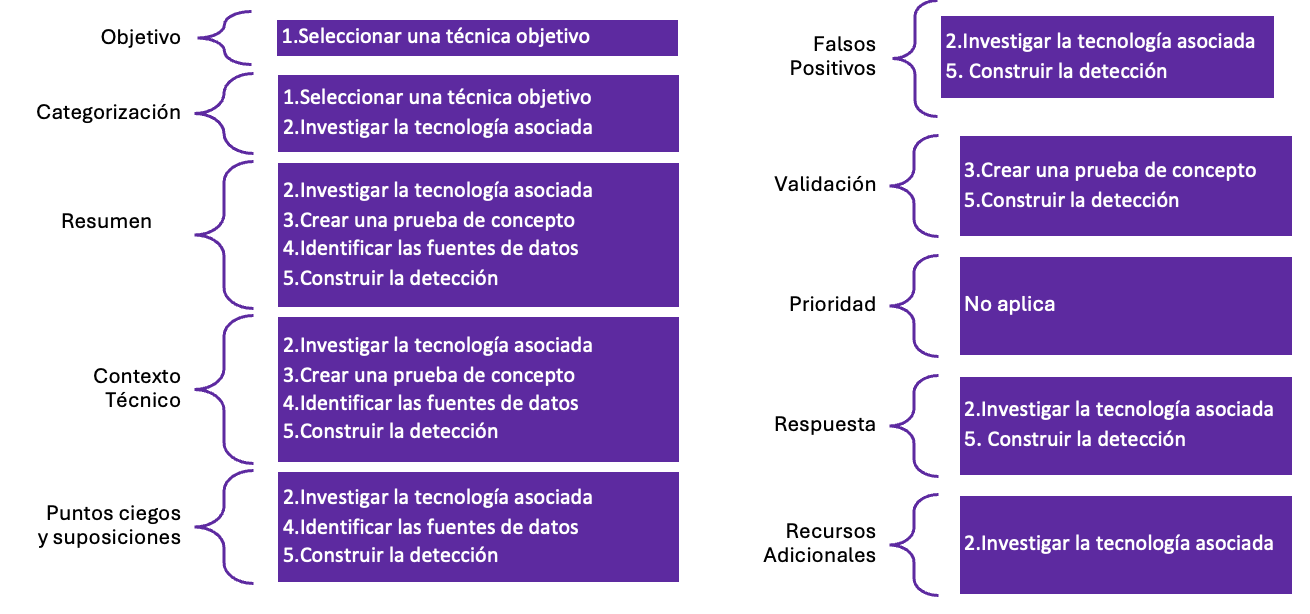 Objetivo
1.Seleccionar una técnica objetivo
Categorización
1.Seleccionar una técnica objetivo
2.Investigar la tecnología asociada
Resumen
2.Investigar la tecnología asociada
3.Crear una prueba de concepto
4.Identificar las fuentes de datos
5.Construir la detección
Contexto
Técnico
2.Investigar la tecnología asociada
3.Crear una prueba de concepto
4.Identificar las fuentes de datos
5.Construir la detección
Puntos ciegos
y suposiciones
2.Investigar la tecnología asociada
4.Identificar las fuentes de datos
5.Construir la detección
Falsos
Positivos
2.Investigar la tecnología asociada
5. Construir la detección
Validación
3.Crear una prueba de concepto
5.Construir la detección
Prioridad
No aplica
Respuesta
2.Investigar la tecnología asociada
5. Construir la detección
Recursos
Adicionales
2.Investigar la tecnología asociada